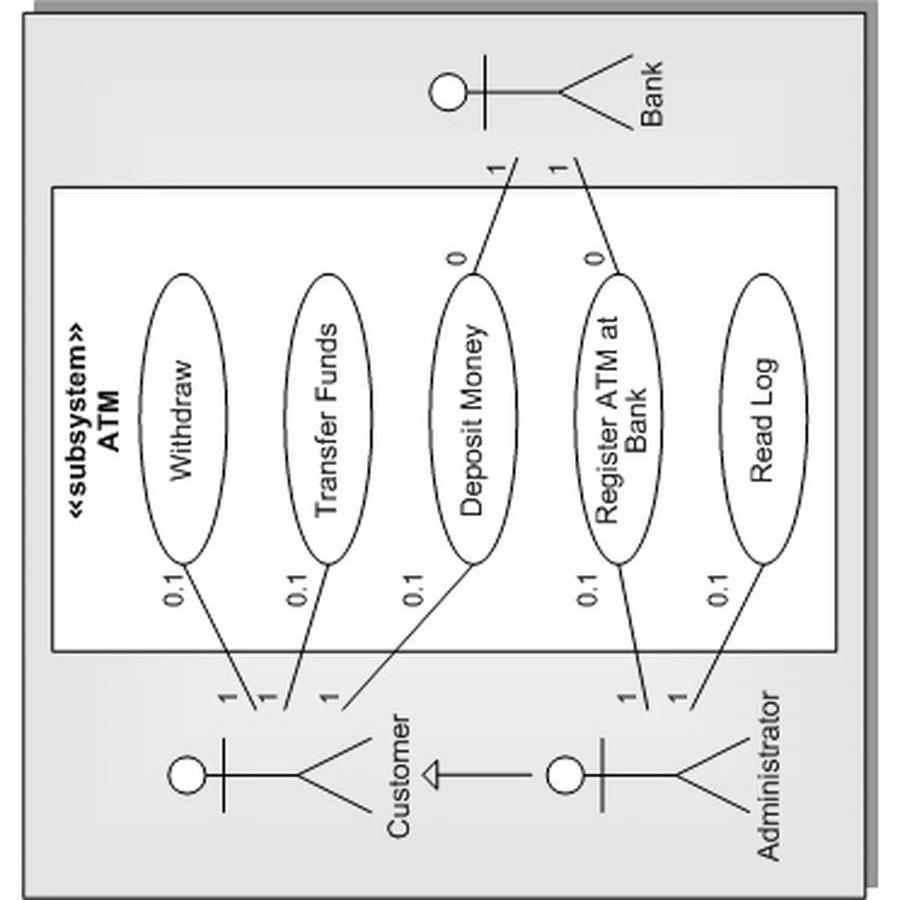 «subsystem»
ATM
Withdraw
Transfer Funds
Deposit Money
Register ATM at
Bank
Read Log
0.1
0.1
0.1
0.1
0.1
1
1
1
1
1
0
0
1
1
Customer
Administrator
Bank